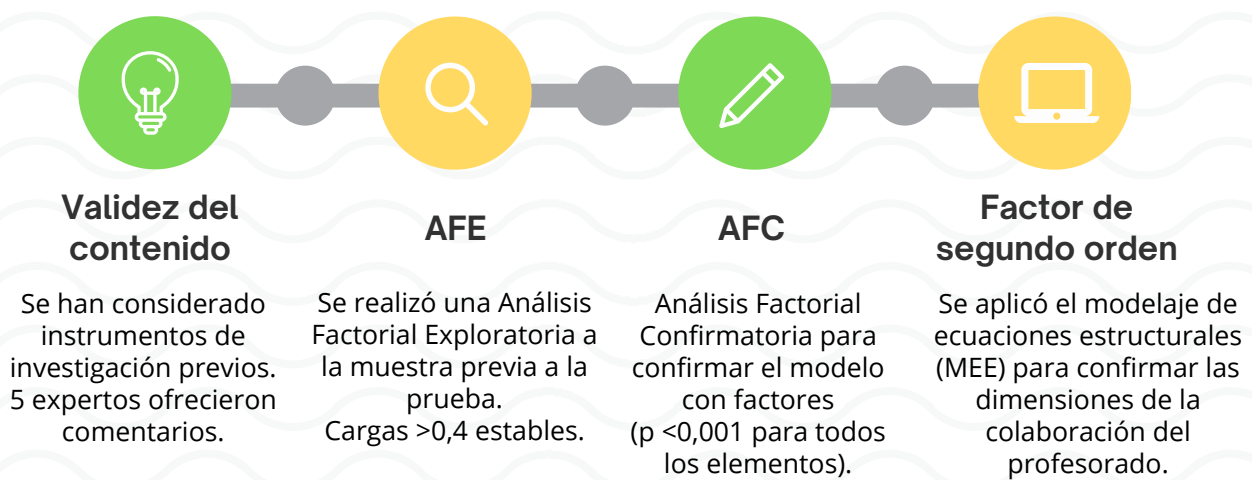 Validez del
contenido
Se han considerado
instrumentos de
investigación previos.
5 expertos ofrecieron
comentarios.
AFE
Se realizó una Análisis
Factorial Exploratoria a
la muestra previa a la
prueba.
Cargas >0,4 estables.
AFC
Análisis Factorial
Confirmatoria para
confirmar el modelo
con factores
(p <0,001 para todos
los elementos).
Factor de
segundo orden
Se aplicó el modelaje de
ecuaciones estructurales
(MEE) para confirmar las
dimensiones de la
colaboración del
profesorado.